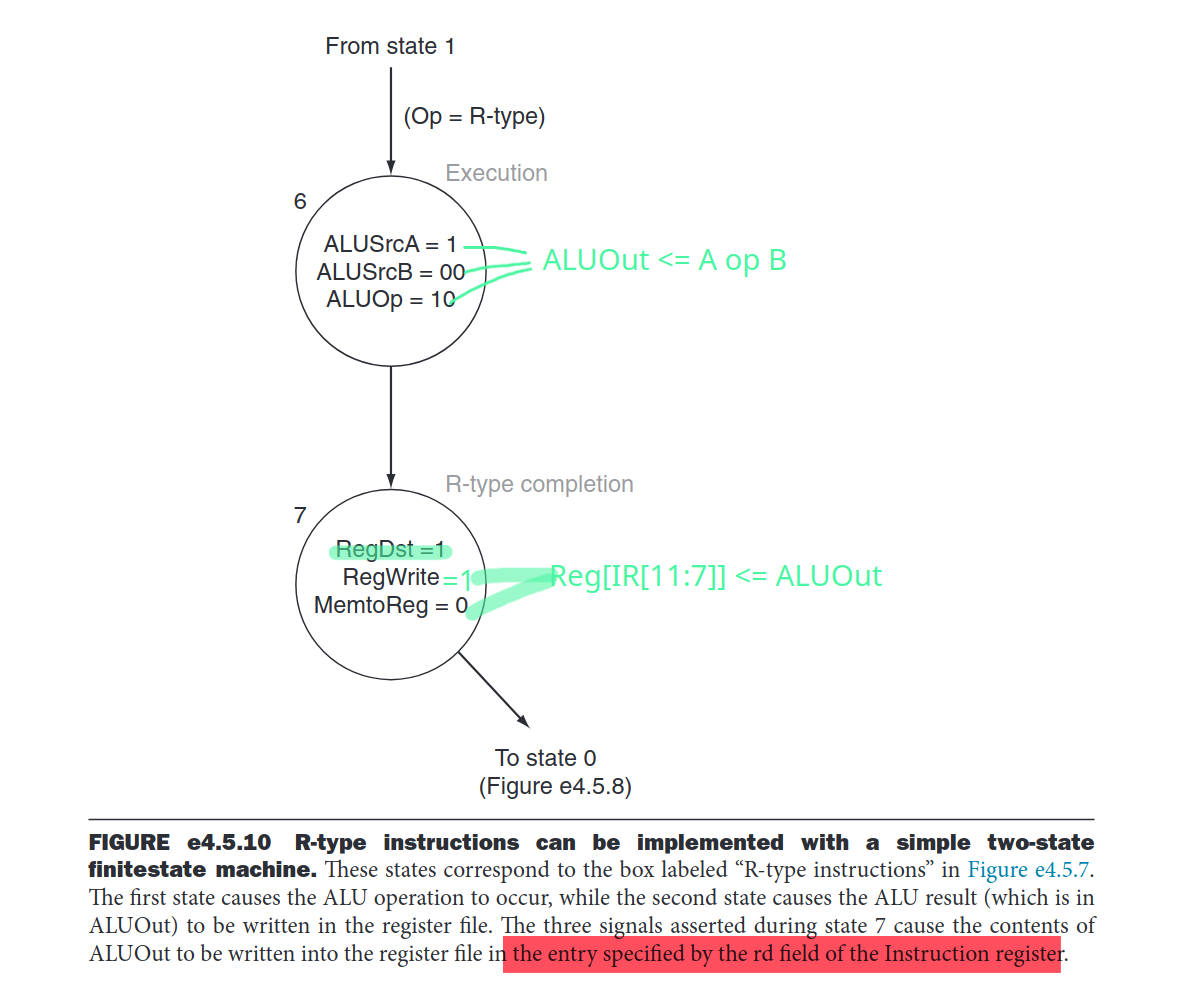 From state 1
(Op = R-type)
Execution
6
ALUSrcA = 1
ALUSrcB = 00
ALUOp = 10
ALUOut <= A op B
R-type completion
7
RegDst =1
RegWrite =1
MemtoReg = 0
Reg[IR[11:7]] <= ALUOut
To state 0
(Figure e4.5.8)
FIGURE e4.5.10 R-type instructions can be implemented with a simple two-state
finitestate machine. These states correspond to the box labeled “R-type instructions” in Figure e4.5.7.
The first state causes the ALU operation to occur, while the second state causes the ALU result (which is in
ALUOut) to be written in the register file. The three signals asserted during state 7 cause the contents of
ALUOut to be written into the register file in the entry specified by the rd field of the Instruction register.